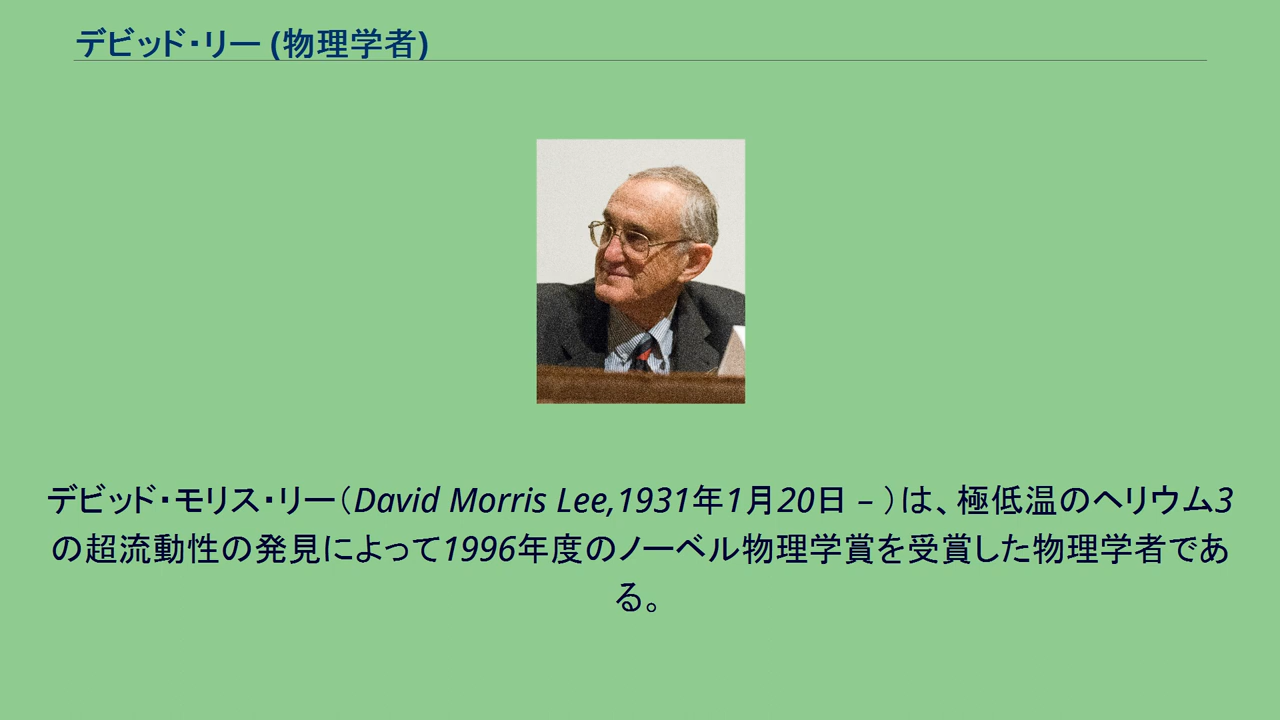 デビッド・リー (物理学者)
デビッド・モリス・リー（David Morris Lee,1931年1月20日 – ）は、極低温のヘリウム3
の超流動性の発見によって1996年度のノーベル物理学賞を受賞した物理学者であ
る。